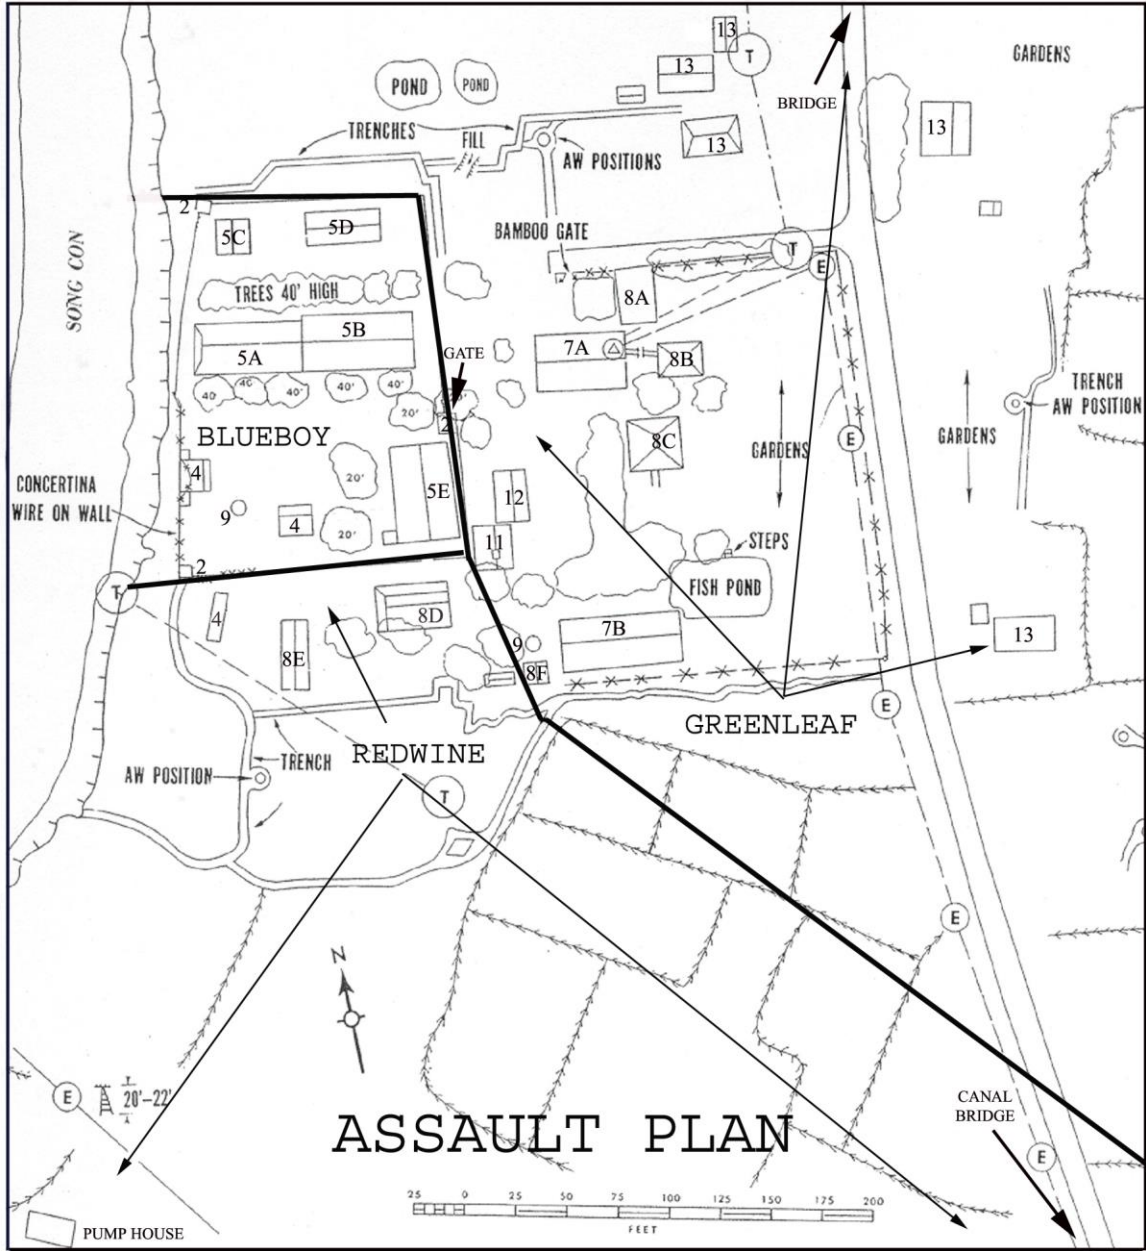 13
T
GARDENS
13
POND
POND
BRIDGE
TRENCHES
FILL
13
13
AW POSITIONS
2
5C
5D
BAMBOO GATE
T
E
SONG CON
TREES 40' HIGH
8A
5B
5A
GATE
7A
8B
40'
40'
40'
40'
20'
2
TRENCH
AW POSITION
BLUEBOY
8C
GARDENS
GARDENS
E
CONCERTINA
WIRE ON WALL
4
20'
5E
12
9
4
20'
11
STEPS
2
T
FISH POND
4
8D
7B
13
8E
9
8F
E
GREENLEAF
REDWINE
TRENCH
AW POSITION
T
E
N
E
20'-22'
CANAL
BRIDGE
ASSAULT PLAN
E
25 0 25 50 75 100 125 150 175 200
FEET
PUMP HOUSE